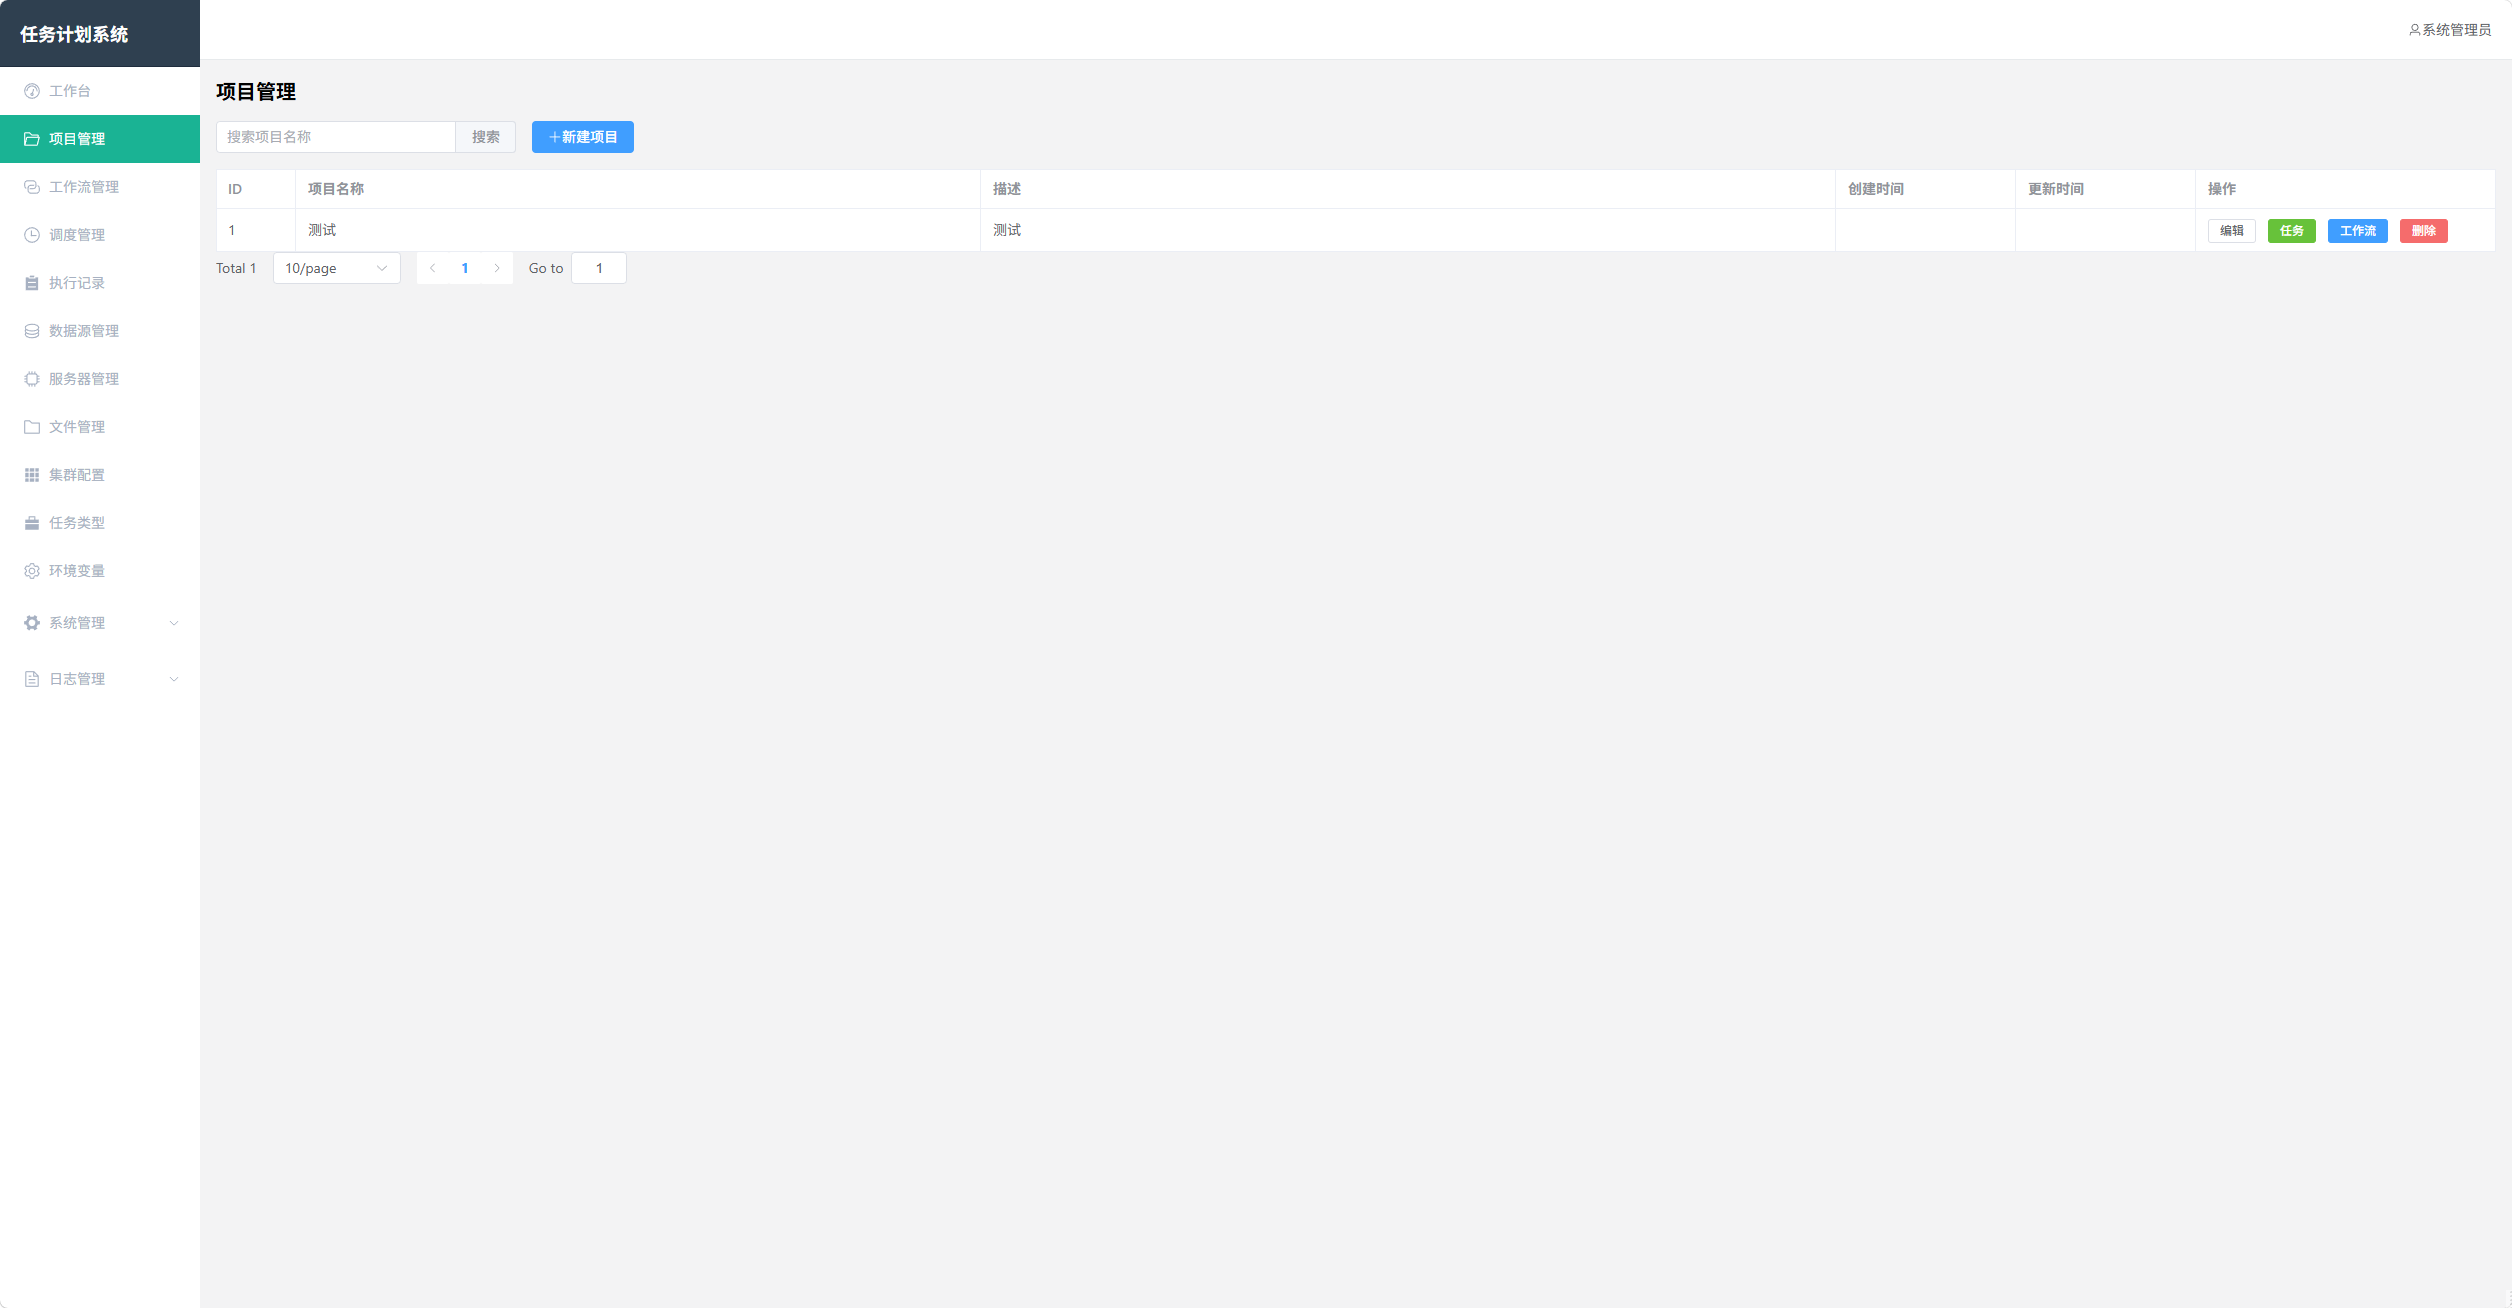 任务计划系统
系统管理员
工作台
项目管理
工作流管理
调度管理
执行记录
数据源管理
服务器管理
文件管理
集群配置
任务类型
环境变量
系统管理
日志管理
项目管理
搜索项目名称 搜索 新建项目
ID 项目名称 描述 创建时间 更新时间 操作
1 测试 测试 编辑 任务 工作流 删除
Total 1 10/page 1 Go to 1